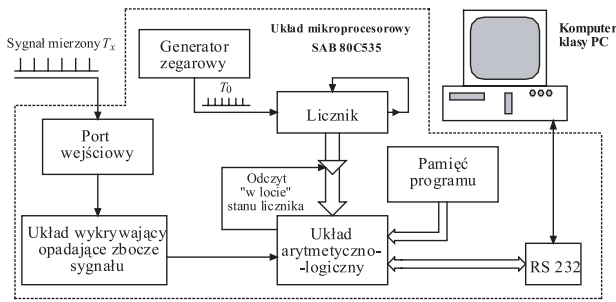 Sygnał mierzony Tx
Generator
zegarowy
Układ mikroprocesorowy
SAB 80C535
Komputer
klasy PC
T0
Licznik
Port
wejściowy
Odczyt
"w locie"
stanu licznika
Pamięć
programu
Układ wykrywający
opadające zbocze
sygnału
Układ
arytmetyczno-
-logiczny
RS 232